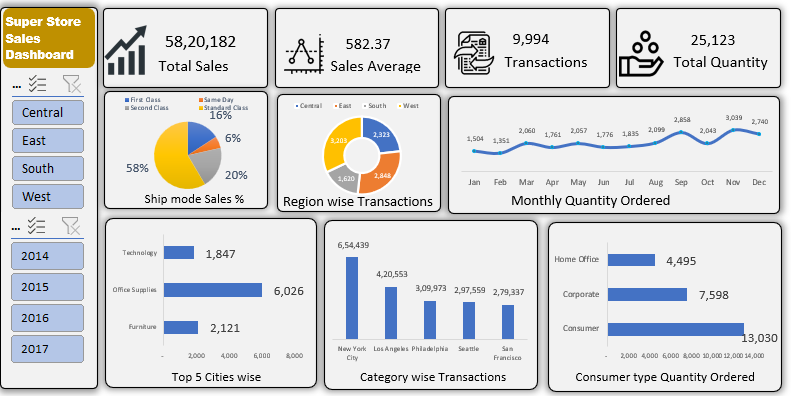 Super Store
Sales
Dashboard
...
Central
East
South
West
...
2014
2015
2016
2017
58,20,182
Total Sales
582.37
Sales Average
9,994
Transactions
25,123
Total Quantity
First Class
Same Day
Second Class
Standard Class
16%
6%
20%
58%
Ship mode Sales %
Central
East
South
West
2,323
2,848
1,620
3,203
Region wise Transactions
1,504
1,351
2,060
1,761
2,057
1,776
1,835
2,099
2,858
2,043
3,039
2,740
Jan
Feb
Mar
Apr
May
Jun
Jul
Aug
Sep
Oct
Nov
Dec
Monthly Quantity Ordered
Technology
1,847
Office Supplies
6,026
Furniture
2,121
-
2,000
4,000
6,000
8,000
Top 5 Cities wise
6,54,439
4,20,553
3,09,973
2,97,559
2,79,337
New York
City
Los Angeles
Philadelphia
Seattle
San
Francisco
Category wise Transactions
Home Office
4,495
Corporate
7,598
Consumer
13,030
-
2,000
4,000
6,000
8,000
10,000
12,000
14,000
Consumer type Quantity Ordered